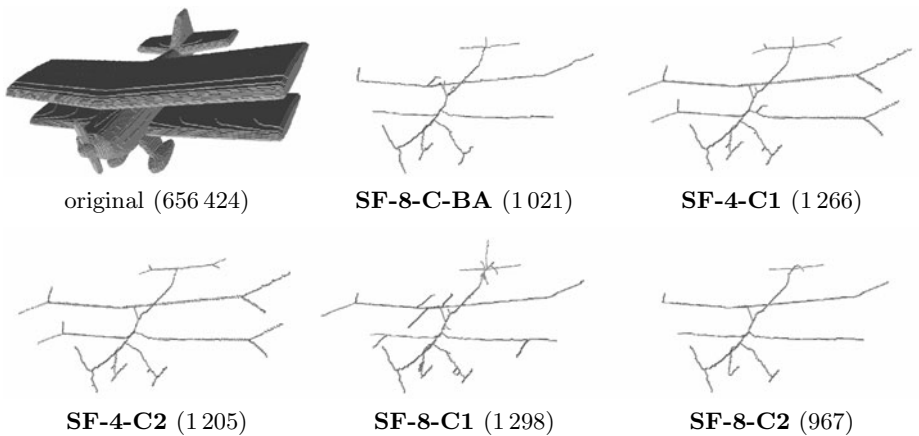 original (656 424)
SF-8-C-BA (1 021)
SF-4-C1 (1 266)
SF-4-C2 (1 205)
SF-8-C1 (1 298)
SF-8-C2 (967)